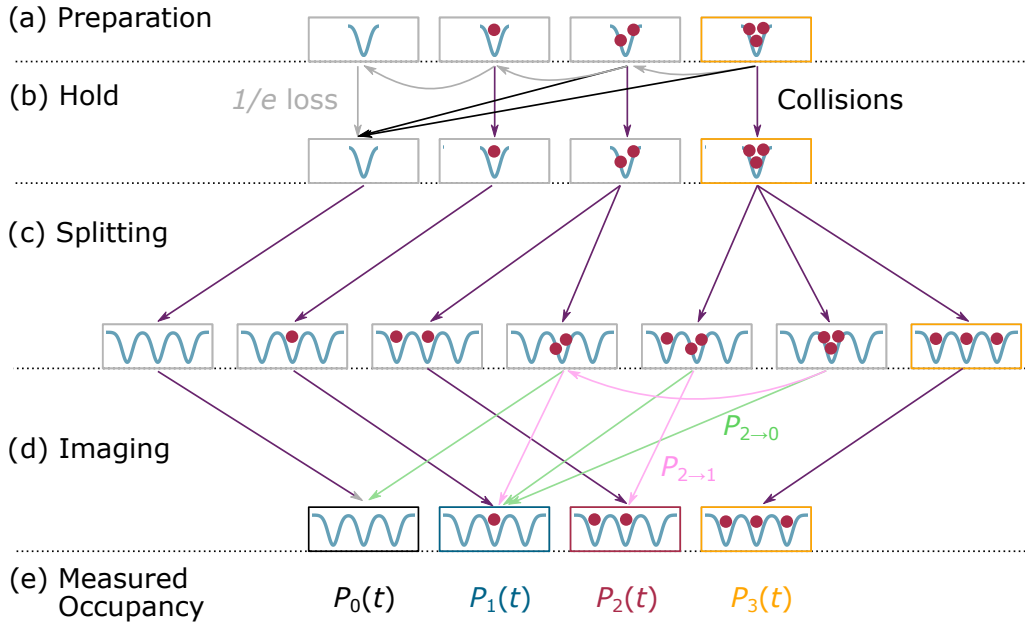 (a) Preparation
(b) Hold
1/e loss
Collisions
(c) Splitting
P2→0
(d) Imaging
P2→1
(e) Measured
Occupancy
P0(t)
P1(t)
P2(t)
P3(t)